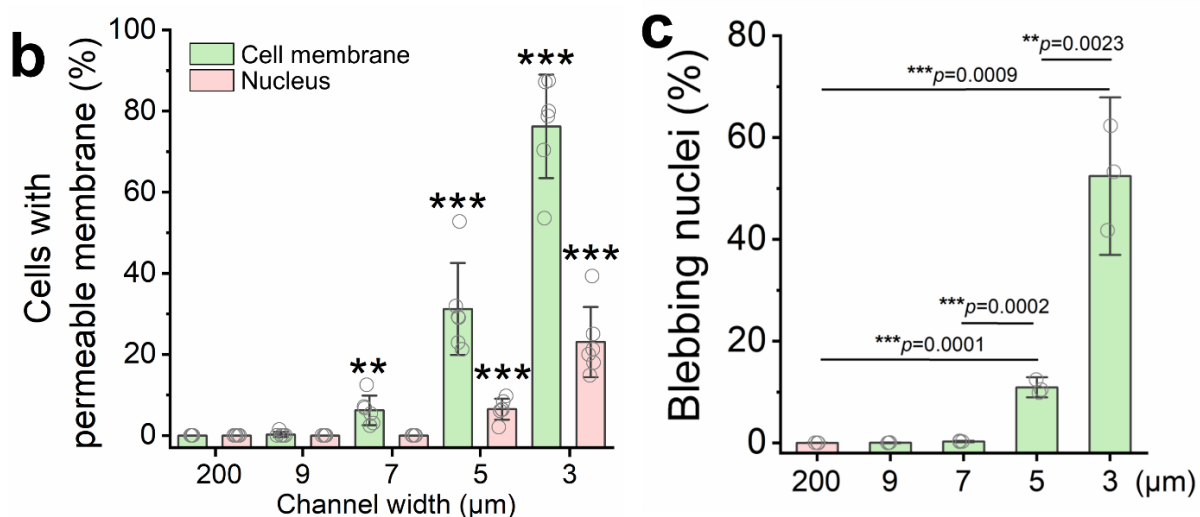 b
Cells with
permeable membrane (%)
100
80
60
40
20
0
Cell membrane
Nucleus
**
***
***
***
***
200 9 7 5 3
Channel width (μm)
c
Blebbing nuclei (%)
80
60
40
20
0
**p=0.0023
***p=0.0009
***p=0.0002
***p=0.0001
200 9 7 5 3 (μm)